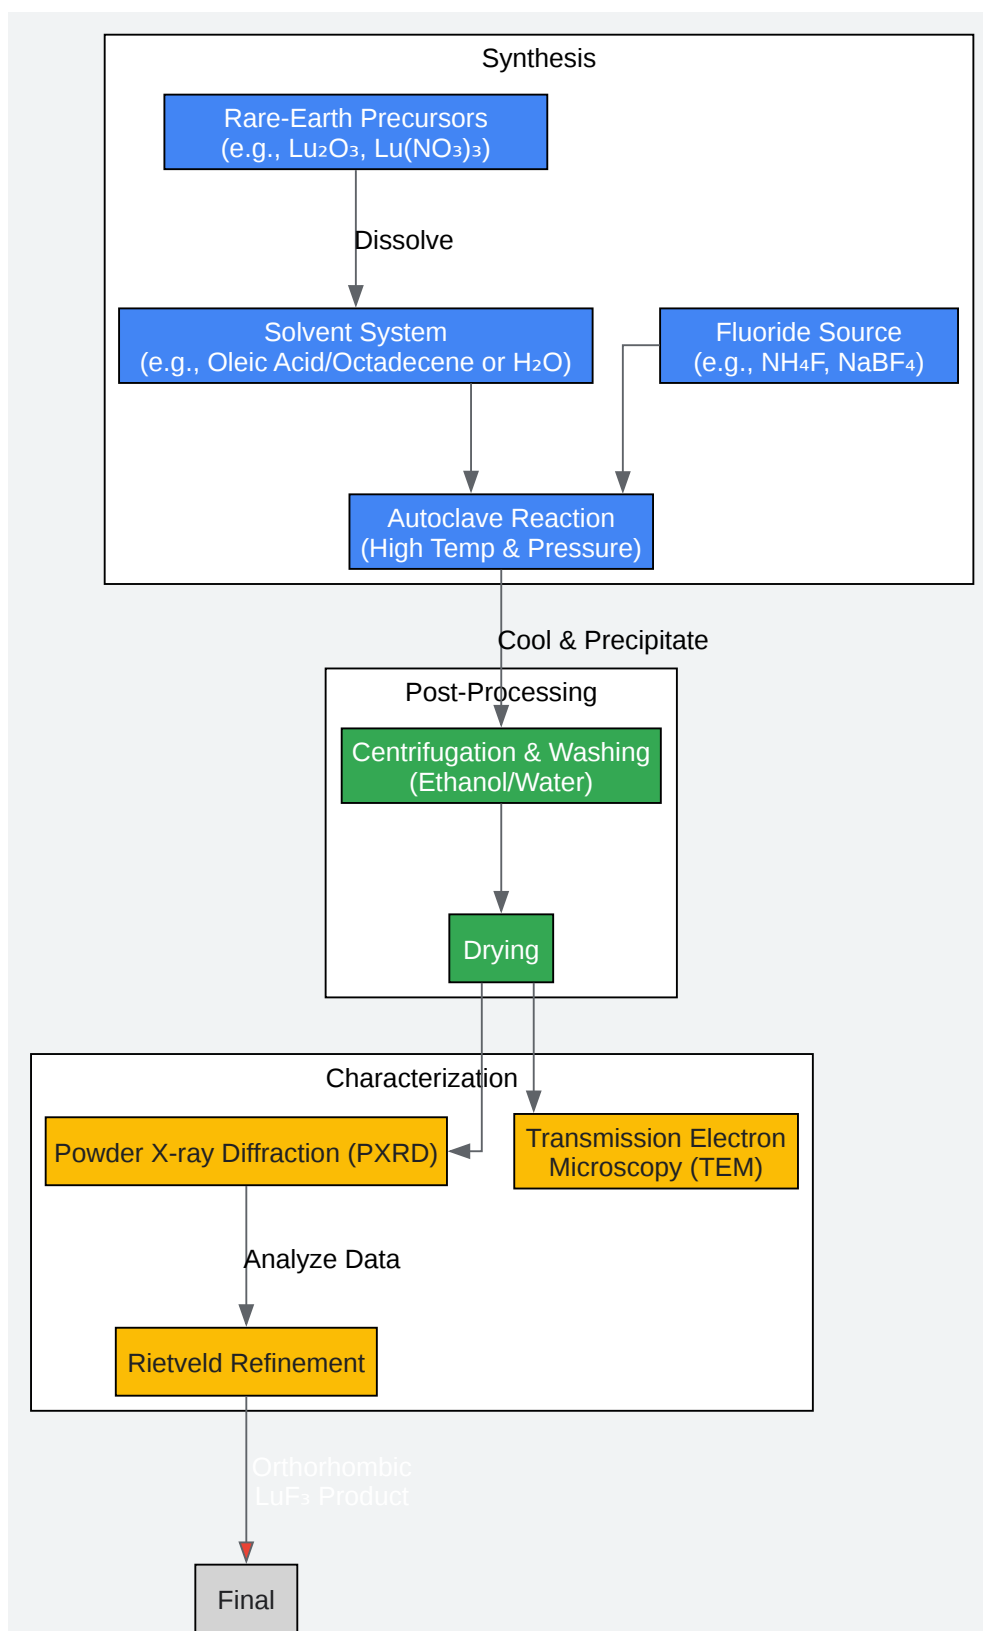 Synthesis
Rare-Earth Precursors
(e.g., Lu₂O₃, Lu(NO₃)₃)
Dissolve
Solvent System
(e.g., Oleic Acid/Octadecene or H₂O)
Fluoride Source
(e.g., NH₄F, NaBF₄)
Autoclave Reaction
(High Temp & Pressure)
Cool & Precipitate
Post-Processing
Centrifugation & Washing
(Ethanol/Water)
Drying
Characterization
Powder X-ray Diffraction (PXRD)
Transmission Electron
Microscopy (TEM)
Analyze Data
Rietveld Refinement
Orthorhombic
LuF₃ Product
Final